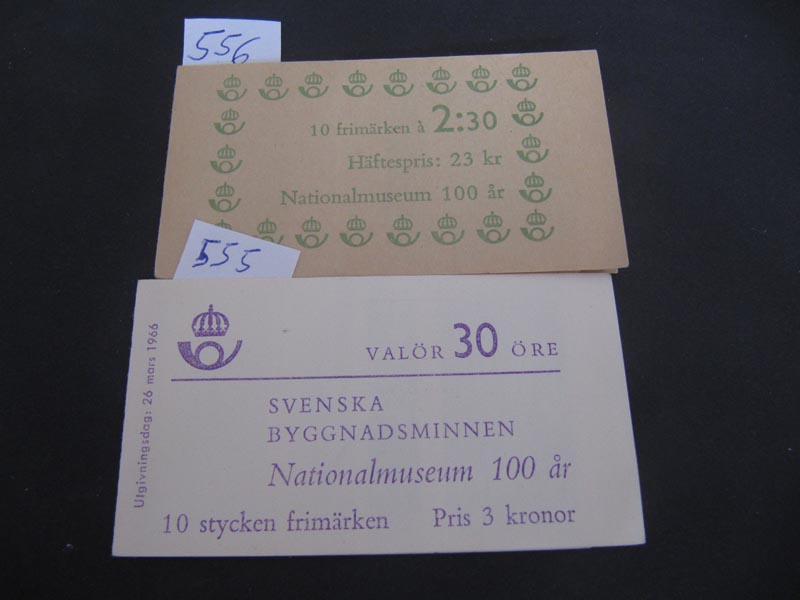 556
10 frimärken à 2:30
Häftespris: 23 kr
Nationalmuseum 100 år
555
Utgivningsdag: 26 mars 1966
VALÖR 30 ÖRE
SVENSKA
BYGGNADSMINNEN
Nationalmuseum 100 år
10 stycken frimärken Pris 3 kronor